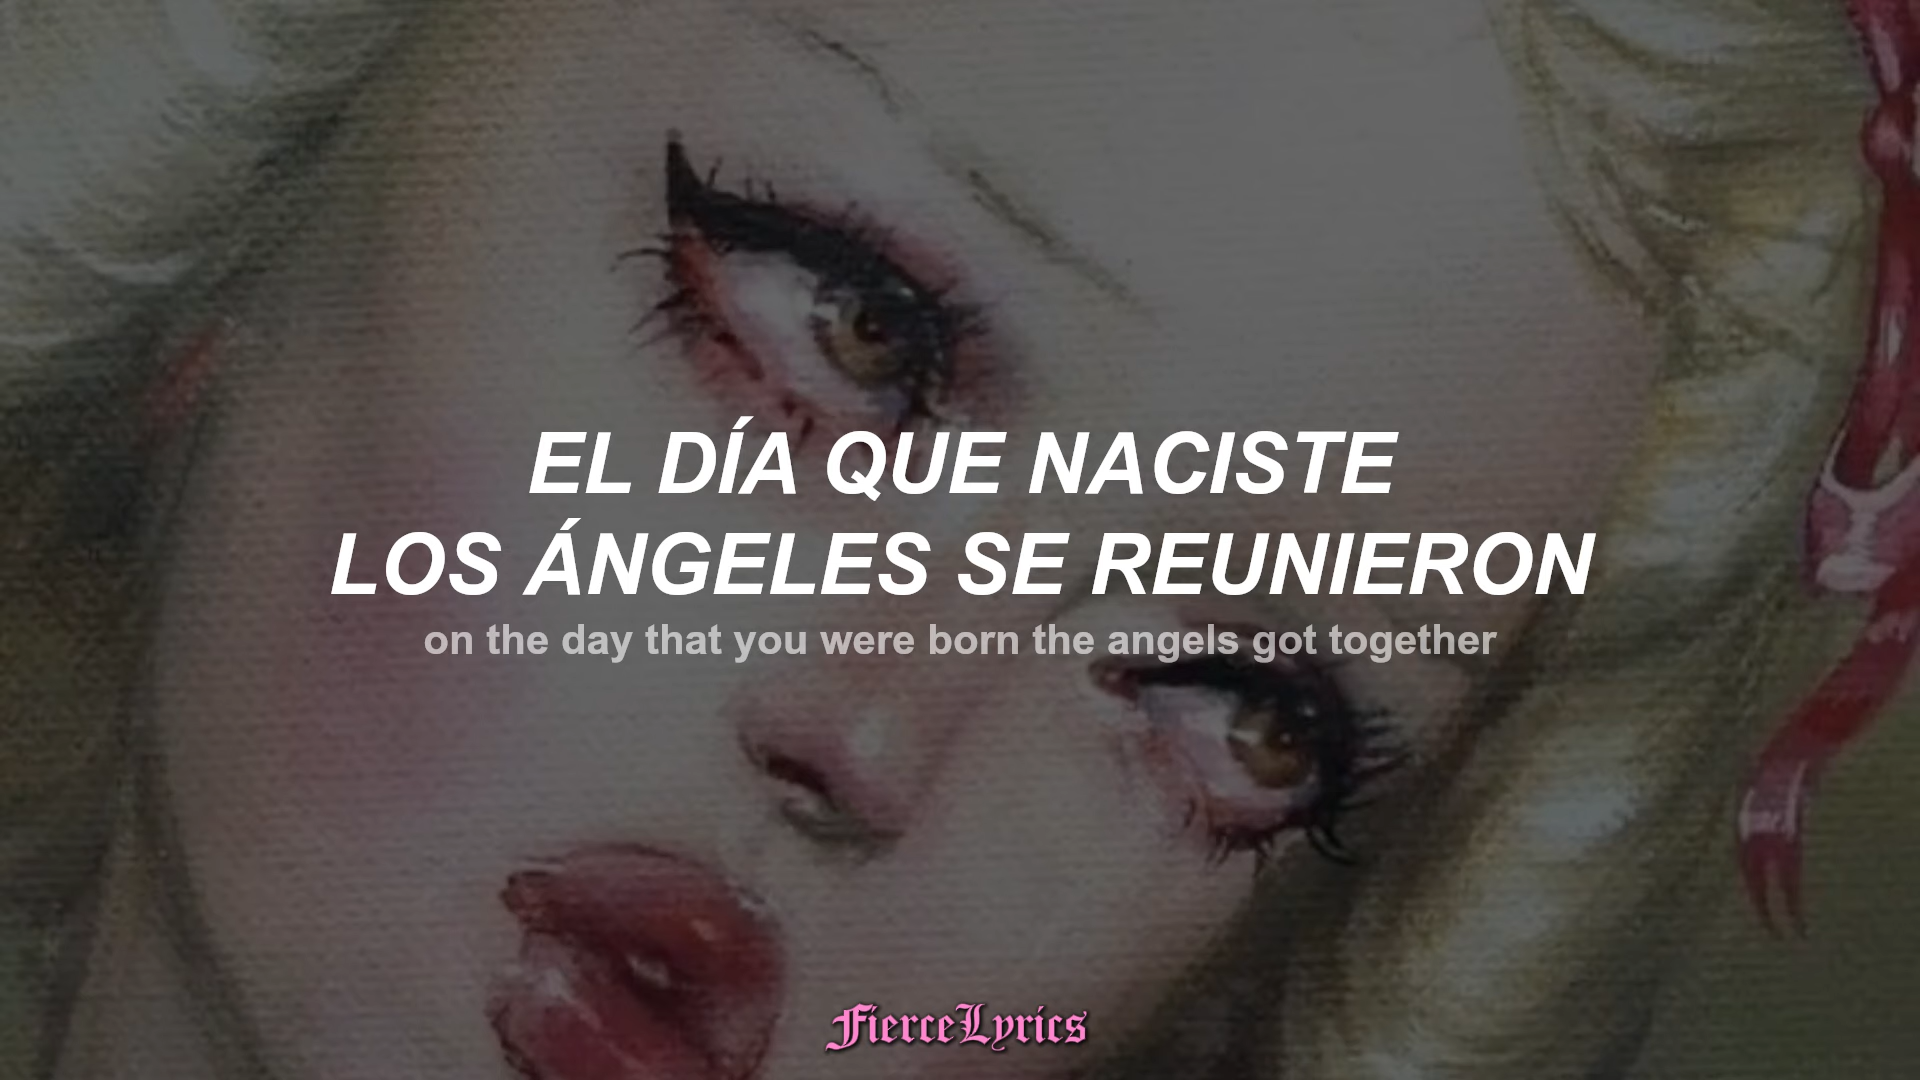 EL DÍA QUE NACISTE
LOS ÁNGELES SE REUNIERON
on the day that you were born the angels got together
FierceLyrics